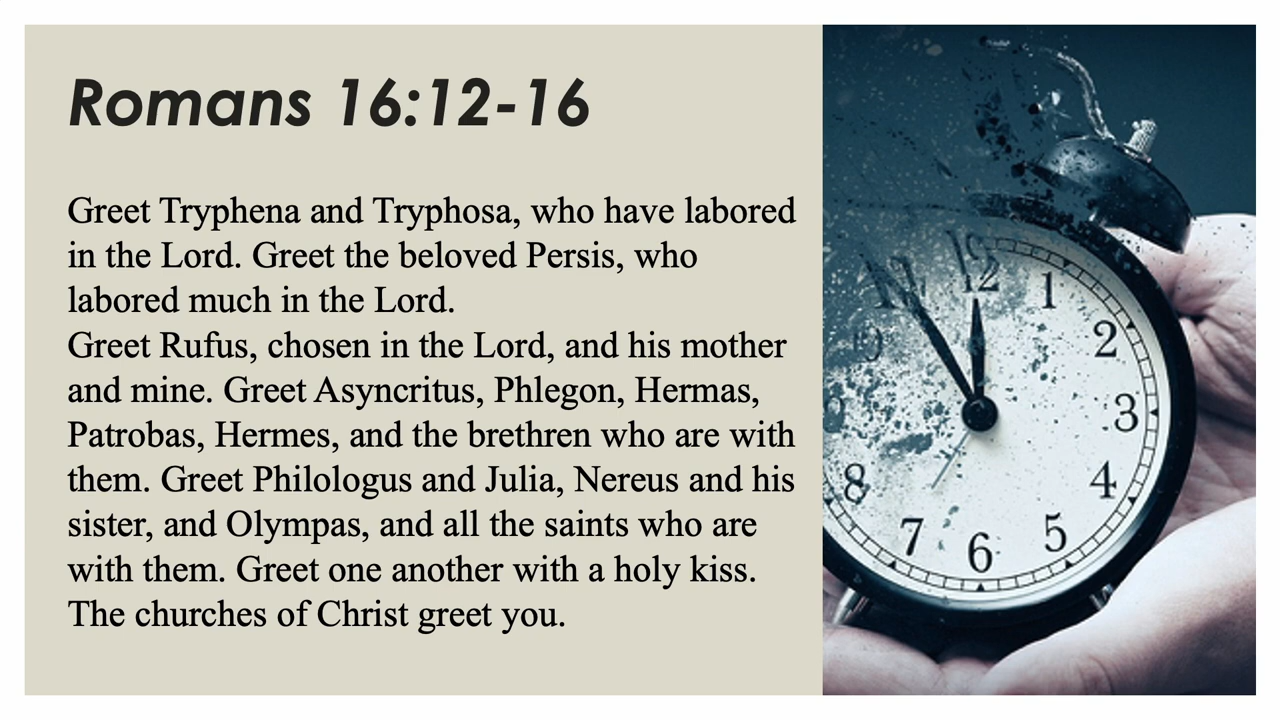 Romans 16:12-16
Greet Tryphena and Tryphosa, who have labored
in the Lord. Greet the beloved Persis, who
labored much in the Lord.
Greet Rufus, chosen in the Lord, and his mother
and mine. Greet Asyncritus, Phlegon, Hermas,
Patrobas, Hermes, and the brethren who are with
them. Greet Philologus and Julia, Nereus and his
sister, and Olympas, and all the saints who are
with them. Greet one another with a holy kiss.
The churches of Christ greet you.
12
1
2
3
4
5
6
7
8